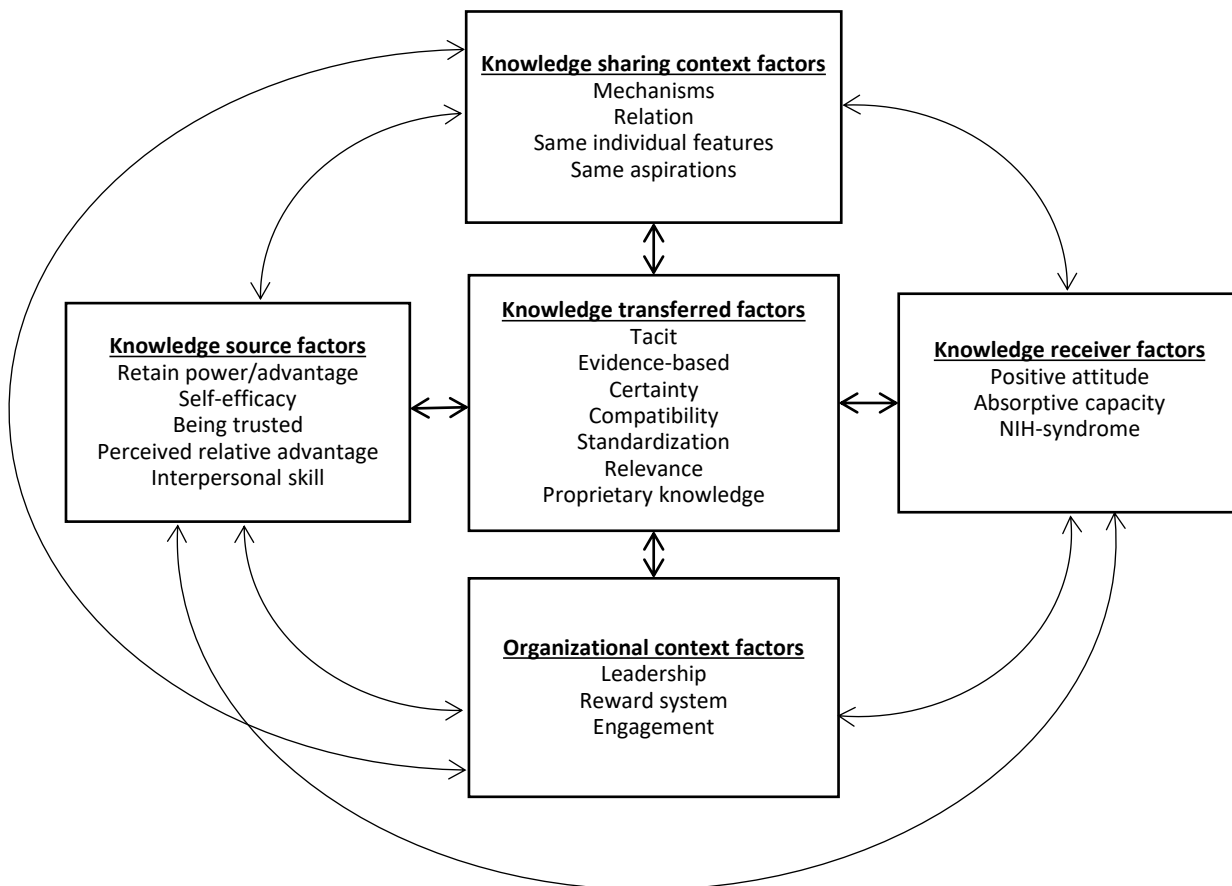 Knowledge sharing context factors
Mechanisms
Relation
Same individual features
Same aspirations
Knowledge source factors
Retain power/advantage
Self-efficacy
Being trusted
Perceived relative advantage
Interpersonal skill
Knowledge transferred factors
Tacit
Evidence-based
Certainty
Compatibility
Standardization
Relevance
Proprietary knowledge
Knowledge receiver factors
Positive attitude
Absorptive capacity
NIH-syndrome
Organizational context factors
Leadership
Reward system
Engagement